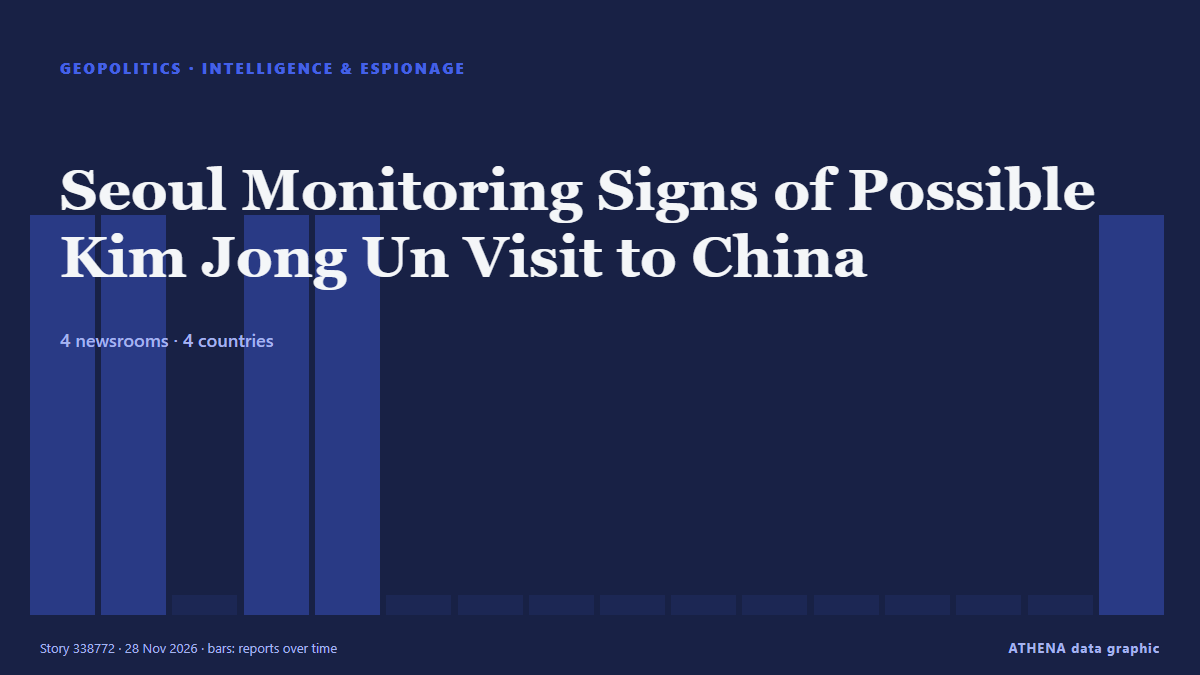 GEOPOLITICS · INTELLIGENCE & ESPIONAGE
Seoul Monitoring Signs of Possible
Kim Jong Un Visit to China
4 newsrooms · 4 countries
Story 338772 · 28 Nov 2026 · bars: reports over time
ATHENA data graphic